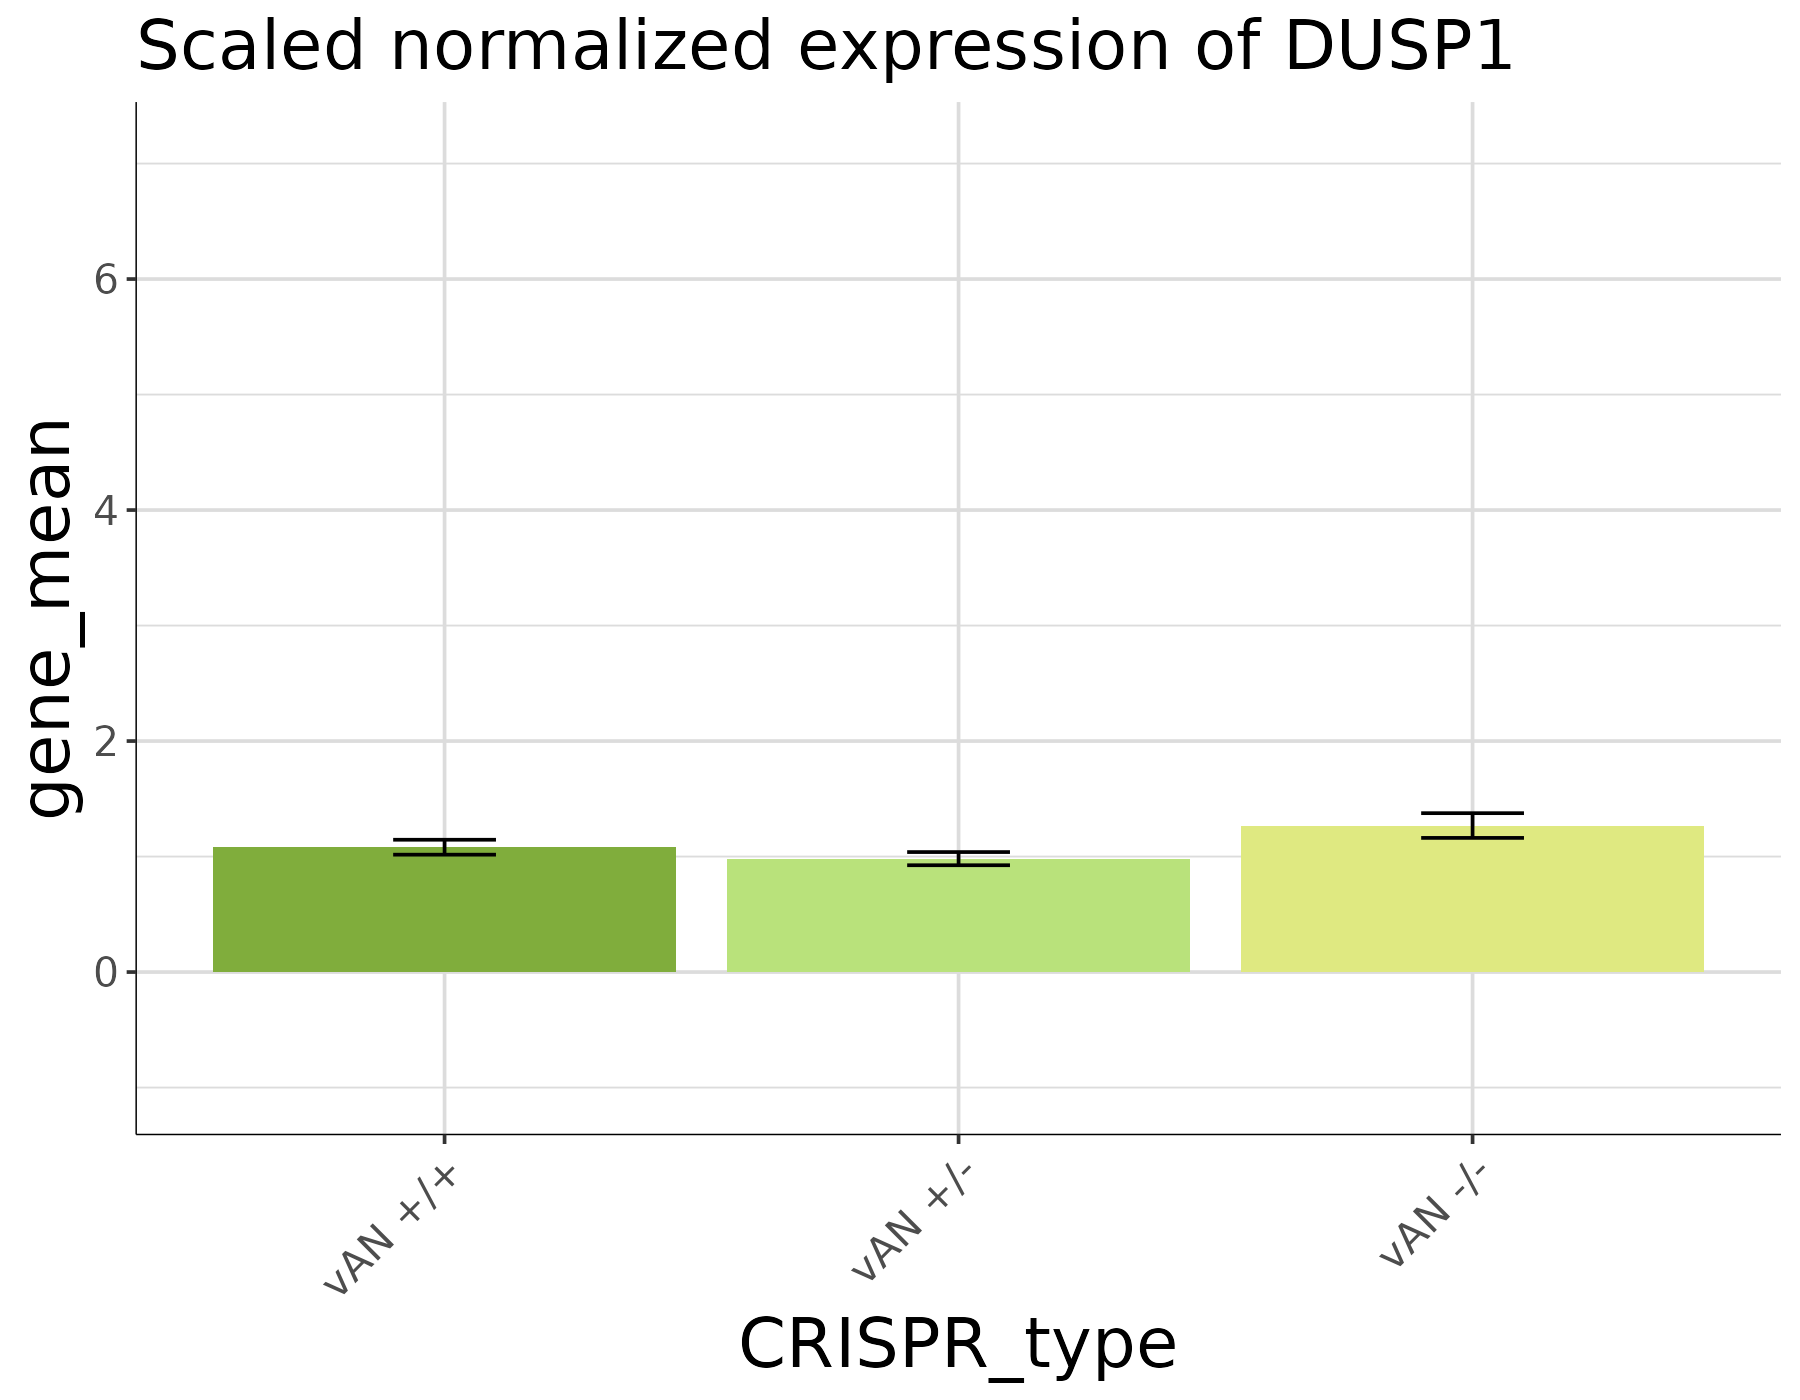 Scaled normalized expression of DUSP1
gene_mean
6
4
2
0
vAN +/+
vAN +/-
vAN -/-
CRISPR_type